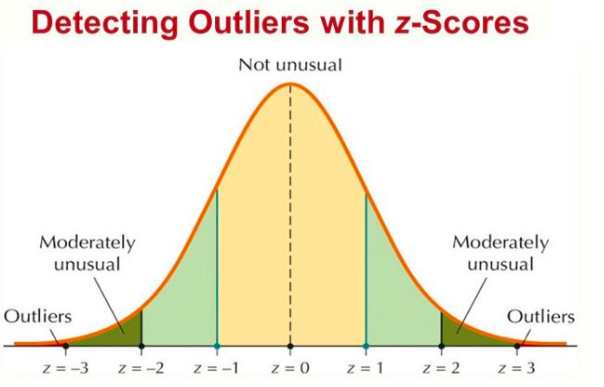 Detecting Outliers with z-Scores
Not unusual
Moderately
unusual
Moderately
unusual
Outliers
Outliers
z = −3 z = −2 z = −1 z = 0 z = 1 z = 2 z = 3